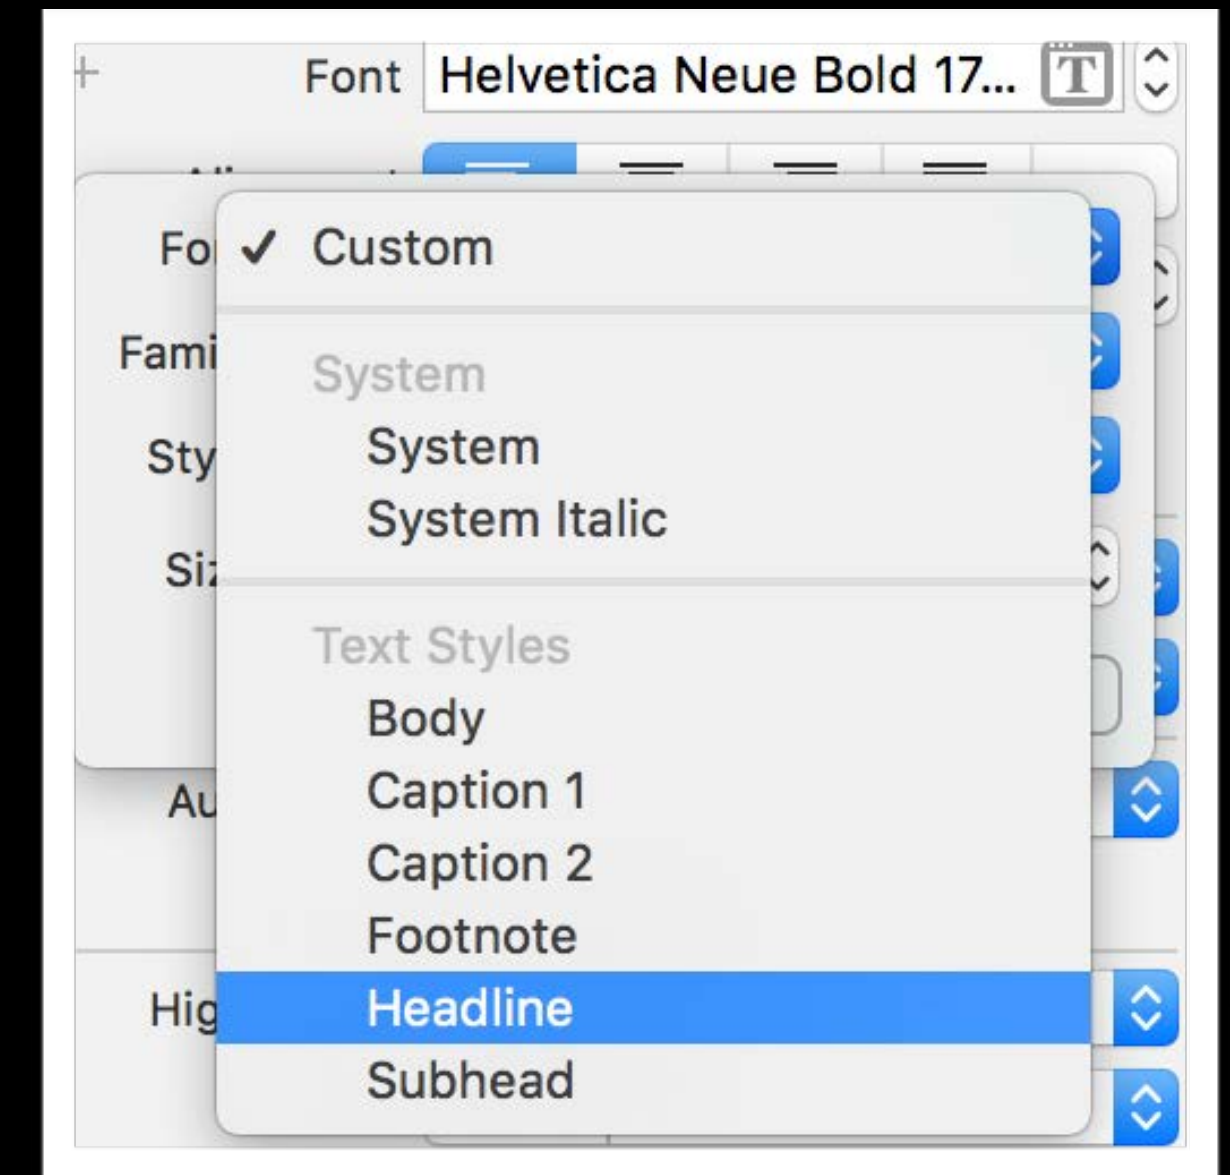 Font Helvetica Neue Bold 17... T
Custom
System
System
System Italic
Text Styles
Body
Caption 1
Caption 2
Footnote
Headline
Subhead